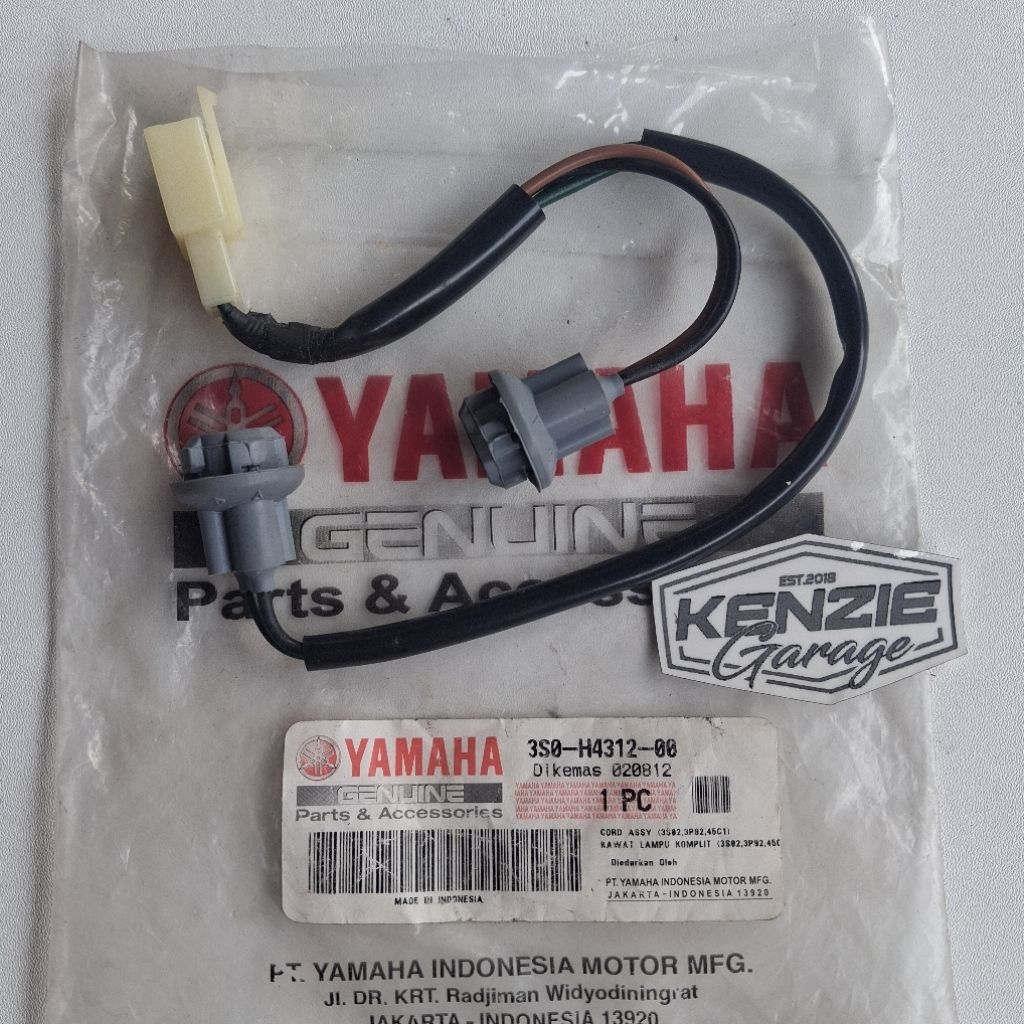 YAMAHA
GENUINE
Parts &
EST.2018
KENZIE
Garage
YAMAHA
GENUINE
Parts & Accessories
MADE IN INDONESIA
3S0-H4312-00
Dikemas 020812
1 PC
CORD ASSY (3S02,3P82,45C1)
KAWAT LAMPU KOMPLIT (3S02,3P92,45C
Diedarkan Oleh
PT. YAMAHA INDONESIA MOTOR MFG.
JAKARTA-INDONESIA 13920
PT. YAMAHA INDONESIA MOTOR MFG.
Jl. DR. KRT. Radjiman Widyodiningrat
JAKARTA - INDONESIA 13920